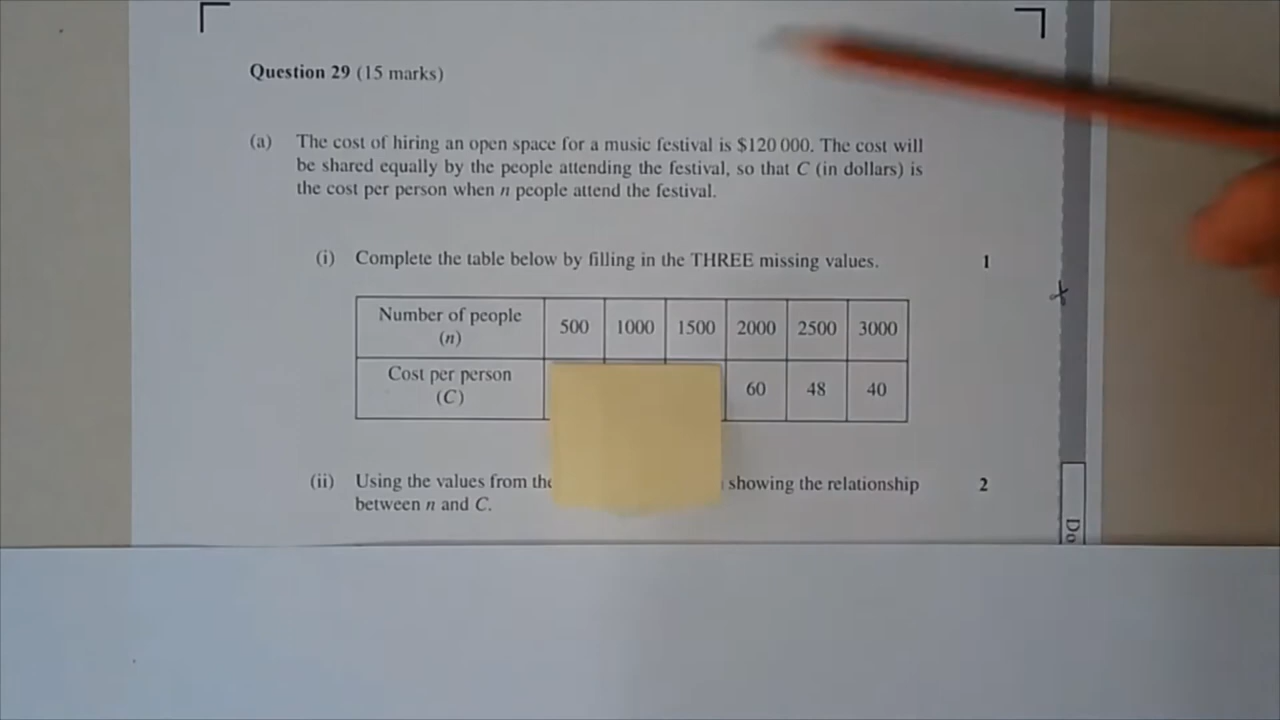 Question 29 (15 marks)
(a) The cost of hiring an open space for a music festival is $120 000. The cost will
be shared equally by the people attending the festival, so that C (in dollars) is
the cost per person when n people attend the festival.
(i) Complete the table below by filling in the THREE missing values. 1
Number of people
(n) 500 1000 1500 2000 2500 3000
Cost per person
(C) 60 48 40
(ii) Using the values from the showing the relationship 2
between n and C.
Do